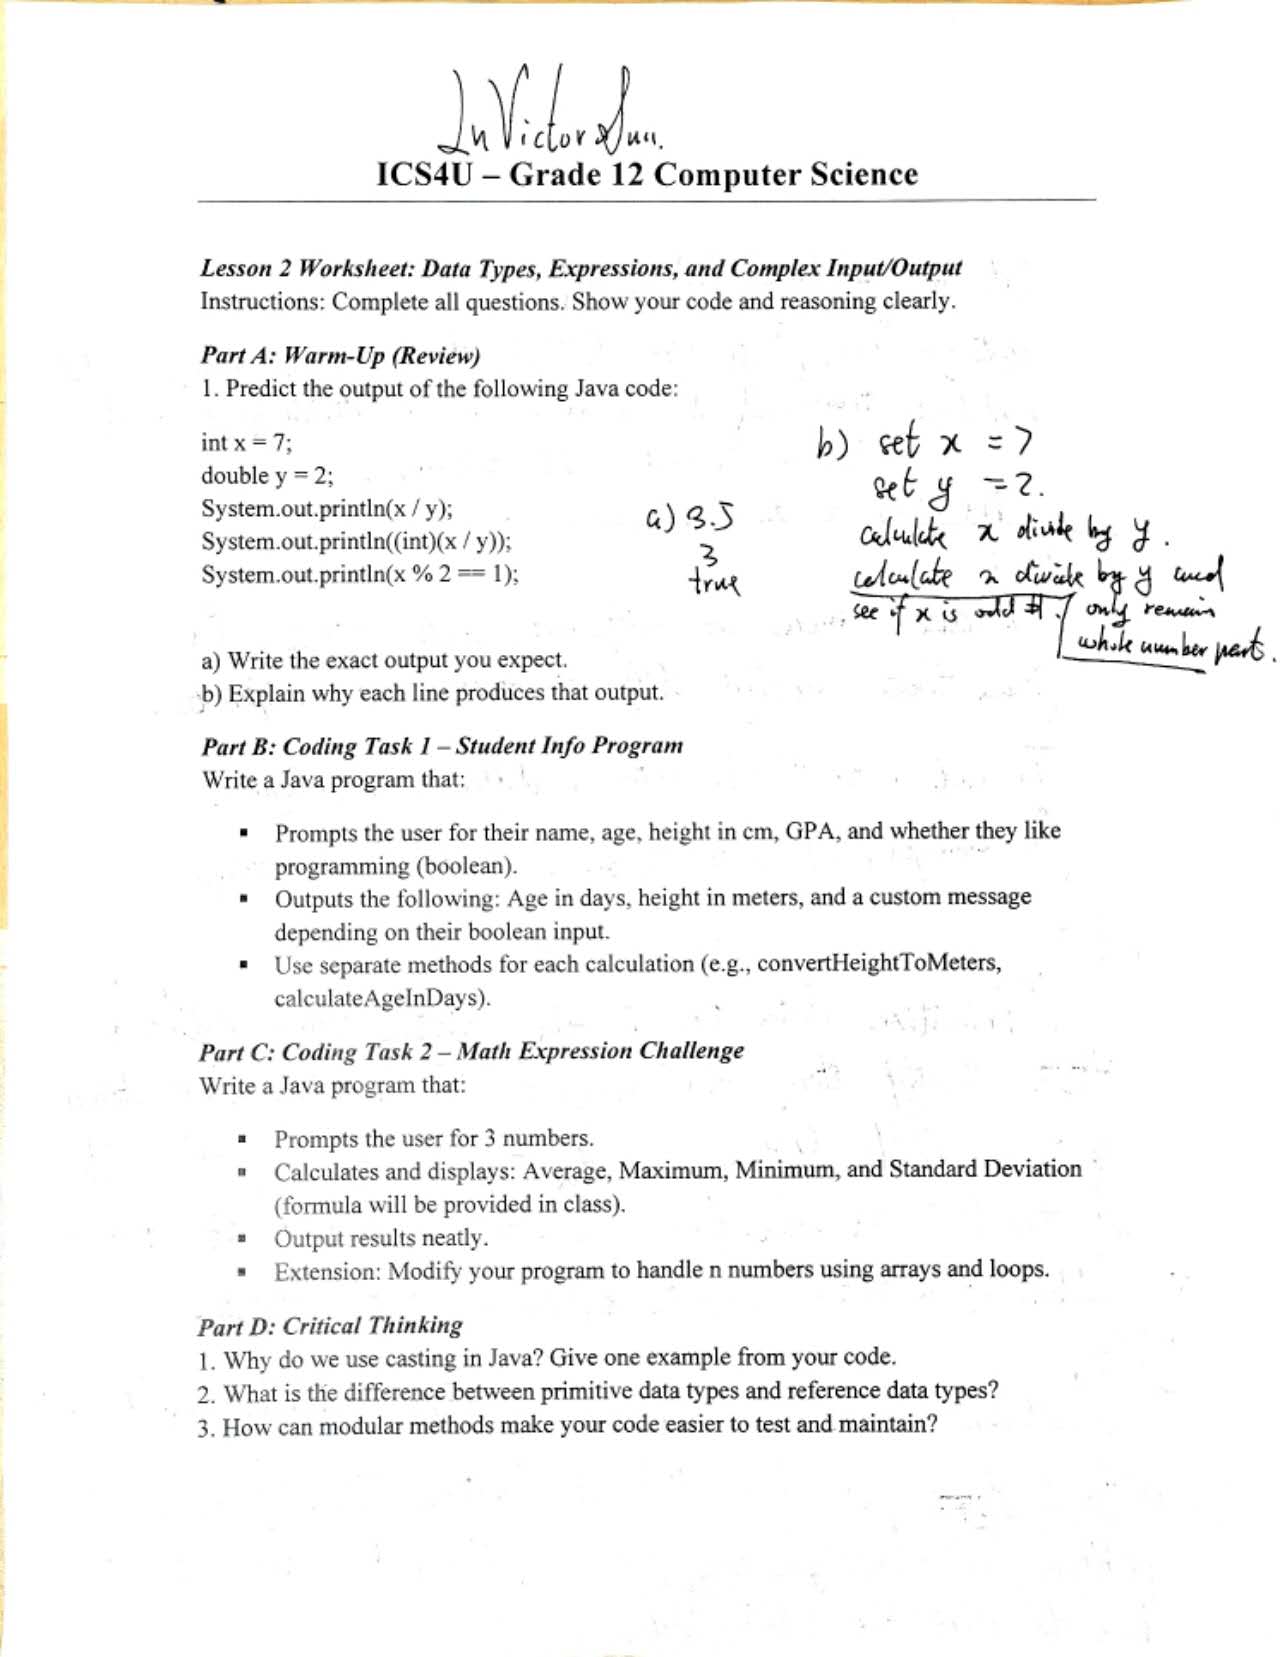 In Victor Sun.
ICS4U – Grade 12 Computer Science
Lesson 2 Worksheet: Data Types, Expressions, and Complex Input/Output
Instructions: Complete all questions. Show your code and reasoning clearly.
Part A: Warm-Up (Review)
1. Predict the output of the following Java code:
int x = 7;
double y = 2;
System.out.println(x / y);
System.out.println((int)(x / y));
System.out.println(x % 2 == 1);
a) 3.5
3
true
b) set x = 7
set y = 2.
calculate x divide by y.
calculate x divide by y and
only remain
whole number part.
see if x is odd #.
a) Write the exact output you expect.
b) Explain why each line produces that output.
Part B: Coding Task 1 – Student Info Program
Write a Java program that:
▪ Prompts the user for their name, age, height in cm, GPA, and whether they like
programming (boolean).
▪ Outputs the following: Age in days, height in meters, and a custom message
depending on their boolean input.
▪ Use separate methods for each calculation (e.g., convertHeightToMeters,
calculateAgeInDays).
Part C: Coding Task 2 – Math Expression Challenge
Write a Java program that:
▪ Prompts the user for 3 numbers.
▪ Calculates and displays: Average, Maximum, Minimum, and Standard Deviation
(formula will be provided in class).
▪ Output results neatly.
▪ Extension: Modify your program to handle n numbers using arrays and loops.
Part D: Critical Thinking
1. Why do we use casting in Java? Give one example from your code.
2. What is the difference between primitive data types and reference data types?
3. How can modular methods make your code easier to test and maintain?